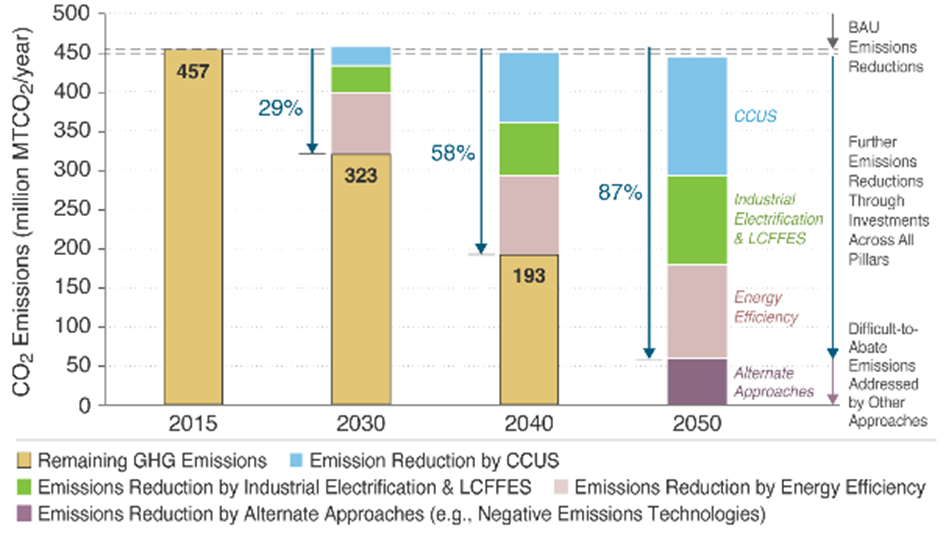 CO2 Emissions (million MTCO2/year)
500
450
400
350
300
250
200
150
100
50
0
457
29%
323
58%
193
87%
CCUS
Industrial
Electrification
& LCFFES
Energy
Efficiency
Alternate
Approaches
BAU
Emissions
Reductions
Further
Emissions
Reductions
Through
Investments
Across All
Pillars
Difficult-to-
Abate
Emissions
Addressed
by Other
Approaches
2015
2030
2040
2050
Remaining GHG Emissions
Emission Reduction by CCUS
Emissions Reduction by Industrial Electrification & LCFFES
Emissions Reduction by Energy Efficiency
Emissions Reduction by Alternate Approaches (e.g., Negative Emissions Technologies)